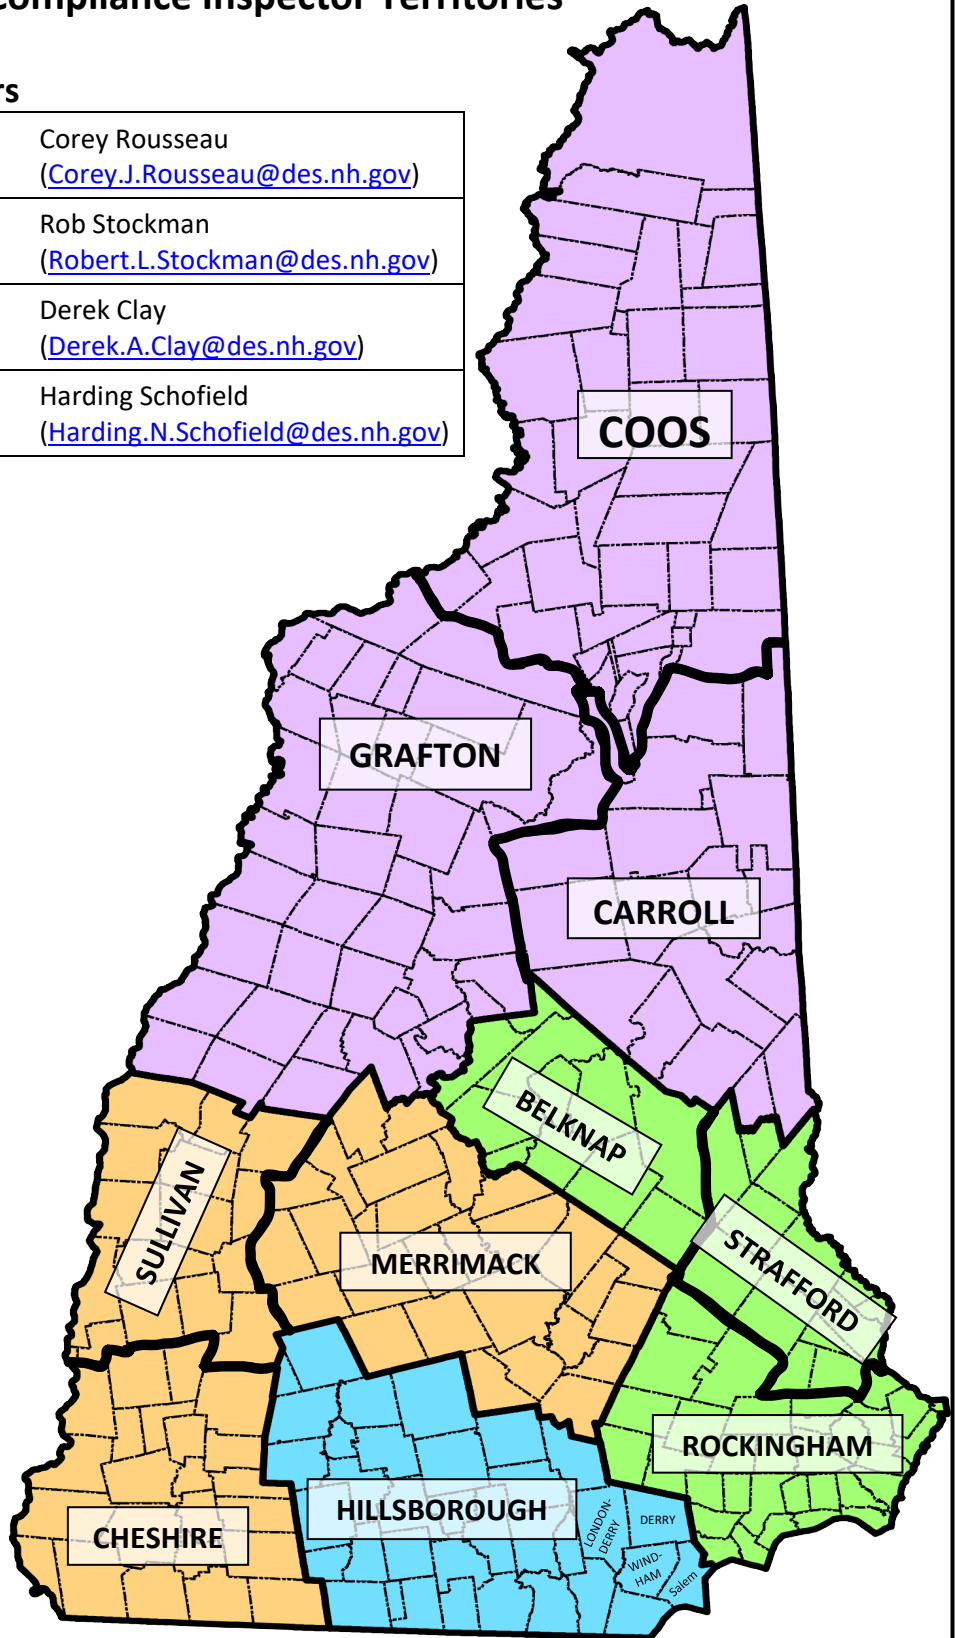 Compliance Inspector Territories
rs
Corey Rousseau
(Corey.J.Rousseau@des.nh.gov)
Rob Stockman
(Robert.L.Stockman@des.nh.gov)
Derek Clay
(Derek.A.Clay@des.nh.gov)
Harding Schofield
(Harding.N.Schofield@des.nh.gov)
COOS
GRAFTON
CARROLL
BELKNAP
SULLIVAN
MERRIMACK
STRAFFORD
ROCKINGHAM
HILLSBOROUGH
CHESHIRE
LONDON-
DERRY
DERRY
WIND-
HAM
Salem